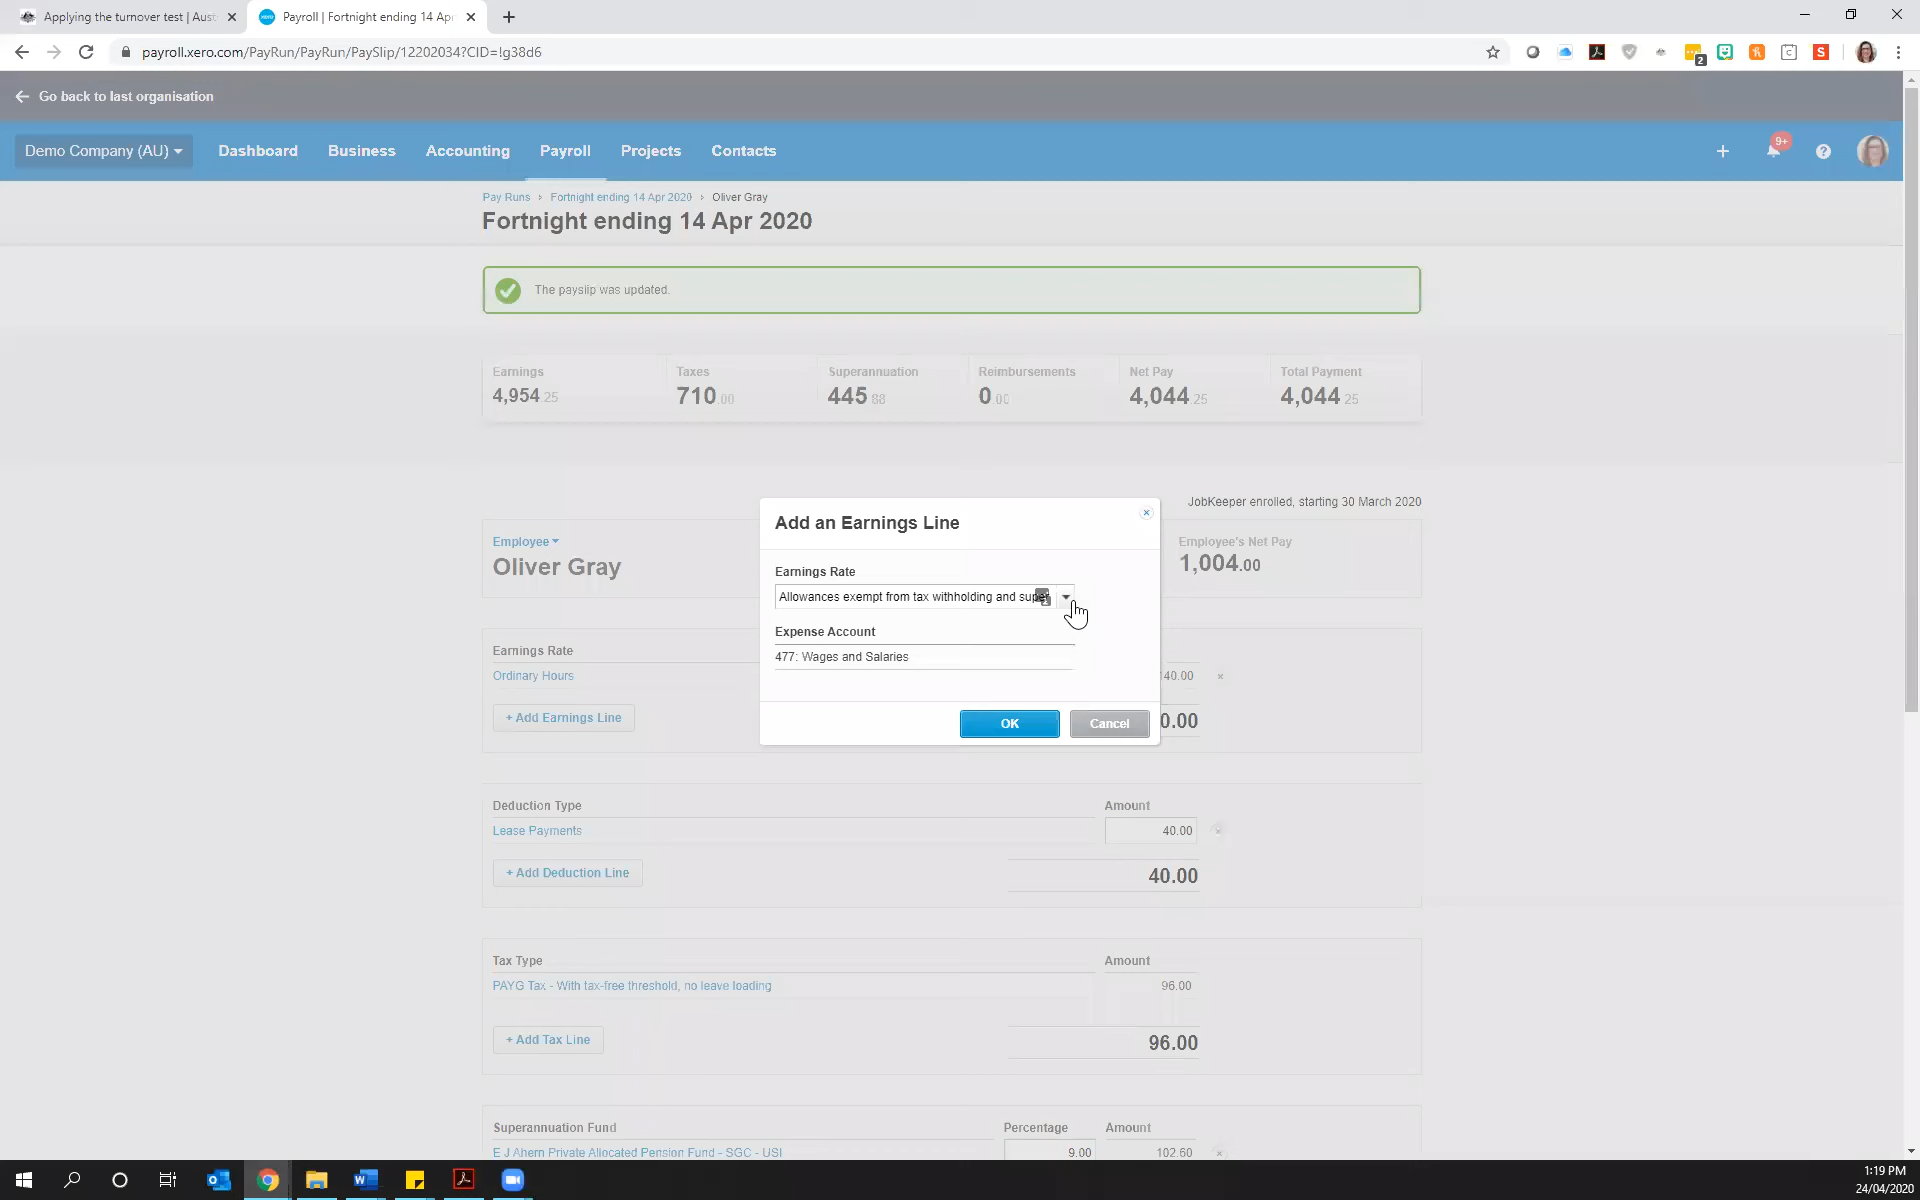 Applying the turnover test | Aus
Payroll | Fortnight ending 14 Ap
payroll.xero.com/PayRun/PayRun/PaySlip/12202034?CID=!g38d6
2
Go back to last organisation
Demo Company (AU)
Dashboard
Business
Accounting
Payroll
Projects
Contacts
9+
Pay Runs › Fortnight ending 14 Apr 2020 › Oliver Gray
Fortnight ending 14 Apr 2020
The payslip was updated.
Earnings
Taxes
Superannuation
Reimbursements
Net Pay
Total Payment
4,954.25
710.00
445.88
0.00
4,044.25
4,044.25
JobKeeper enrolled, starting 30 March 2020
Employee
Oliver Gray
Employee's Net Pay
1,004.00
Add an Earnings Line
Earnings Rate
Allowances exempt from tax withholding and super
Expense Account
477: Wages and Salaries
OK
Cancel
Earnings Rate
Ordinary Hours
40.00
+ Add Earnings Line
0.00
Deduction Type
Amount
Lease Payments
40.00
+ Add Deduction Line
40.00
Tax Type
Amount
PAYG Tax - With tax-free threshold, no leave loading
96.00
+ Add Tax Line
96.00
Superannuation Fund
Percentage
Amount
E J Ahern Private Allocated Pension Fund - SGC - USI
9.00
102.60
1:19 PM
24/04/2020